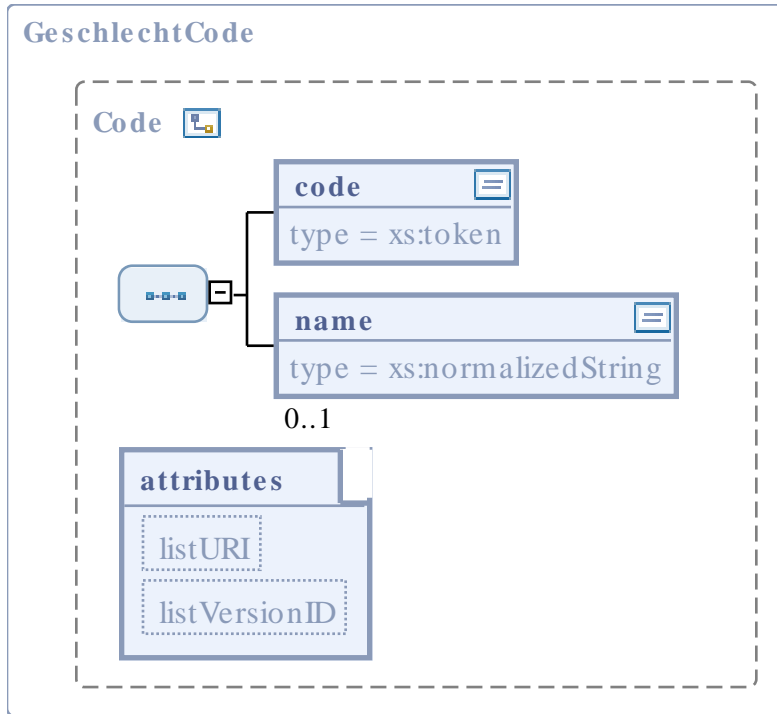 GeschlechtCode
Code
code
type = xs:token
name
type = xs:normalizedString
0..1
attributes
listURI
listVersionID